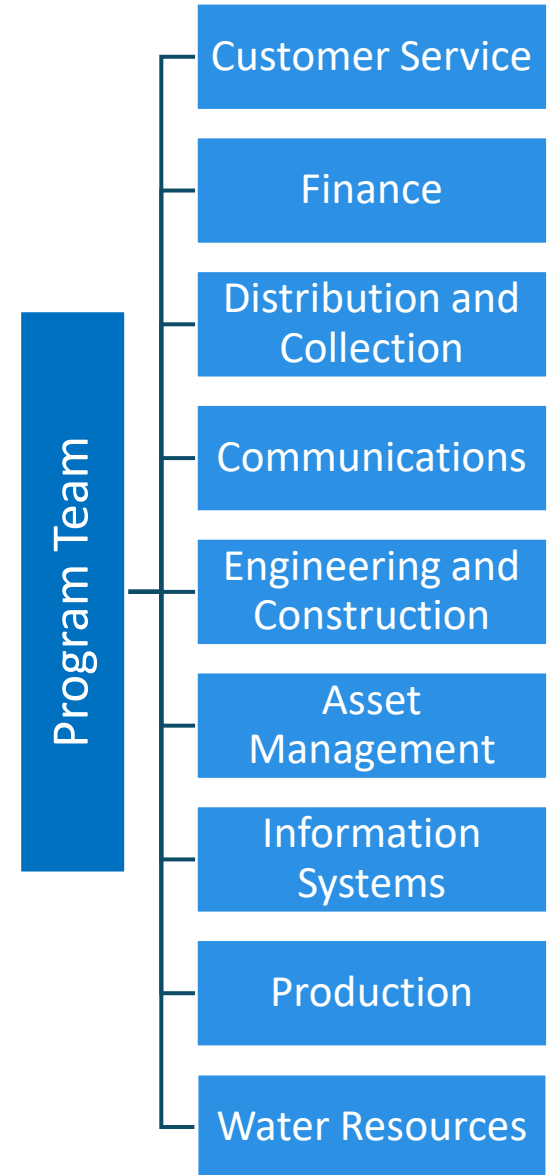 Program Team
Customer Service
Finance
Distribution and
Collection
Communications
Engineering and
Construction
Asset
Management
Information
Systems
Production
Water Resources